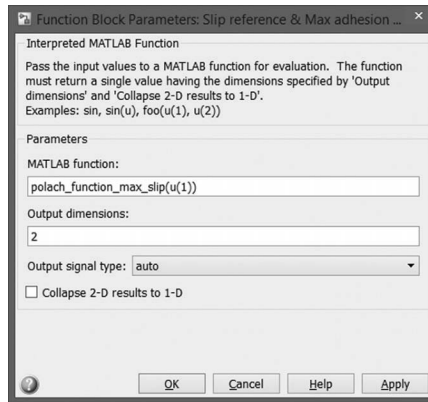 Function Block Parameters: Slip reference & Max adhesion ...
Interpreted MATLAB Function
Pass the input values to a MATLAB function for evaluation. The function
must return a single value having the dimensions specified by 'Output
dimensions' and 'Collapse 2-D results to 1-D'.
Examples: sin, sin(u), foo(u(1), u(2))
Parameters
MATLAB function:
polach_function_max_slip(u(1))
Output dimensions:
2
Output signal type: auto
Collapse 2-D results to 1-D
OK Cancel Help Apply